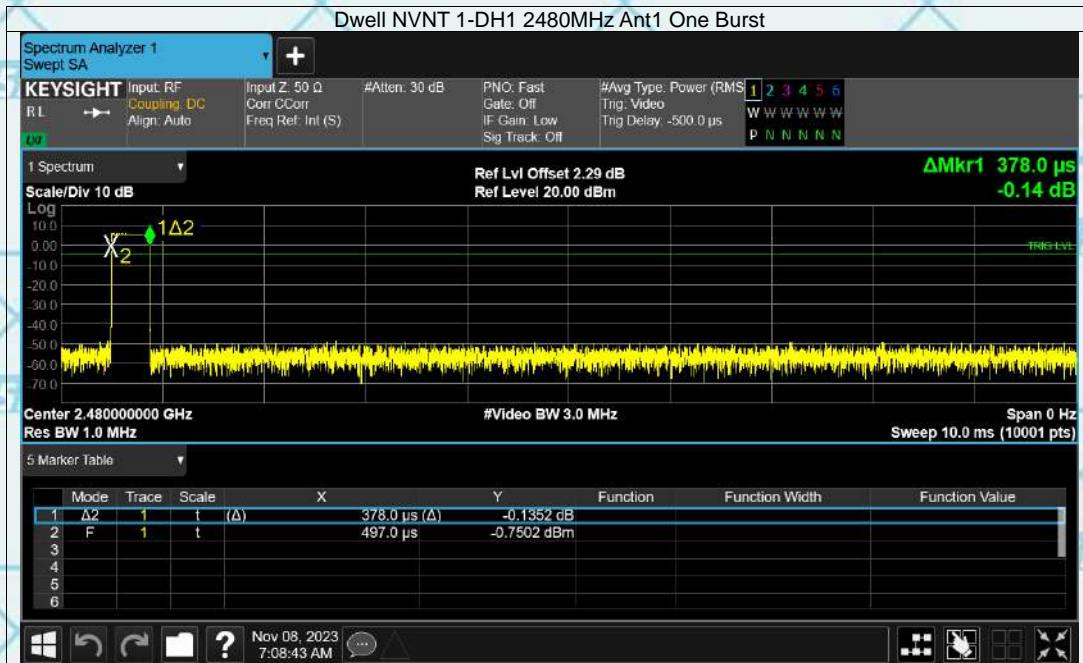 Dwell NVNT 1-DH1 2480MHz Ant1 One Burst
Spectrum Analyzer 1
Swept SA
+
KEYSIGHT
R L
LXI
Input: RF
Coupling: DC
Align: Auto
Input Z: 50 Ω
Corr CCorr
Freq Ref: Int (S)
#Atten: 30 dB
PNO: Fast
Gate: Off
IF Gain: Low
Sig Track: Off
#Avg Type: Power (RMS
Trig: Video
Trig Delay: -500.0 µs
1 2 3 4 5 6
W W W W W W
P N N N N N
1 Spectrum
Ref Lvl Offset 2.29 dB
ΔMkr1 378.0 µs
Scale/Div 10 dB
Ref Level 20.00 dBm
-0.14 dB
Log
10.0
0.00
-10.0
-20.0
-30.0
-40.0
-50.0
-60.0
-70.0
1Δ2
X2
TRIG LVL
Center 2.480000000 GHz
#Video BW 3.0 MHz
Span 0 Hz
Res BW 1.0 MHz
Sweep 10.0 ms (10001 pts)
5 Marker Table
Mode Trace Scale X Y Function Function Width Function Value
1 Δ2 1 t (Δ) 378.0 µs (Δ) -0.1352 dB
2 F 1 t 497.0 µs -0.7502 dBm
3
4
5
6
?
Nov 08, 2023
7:08:43 AM